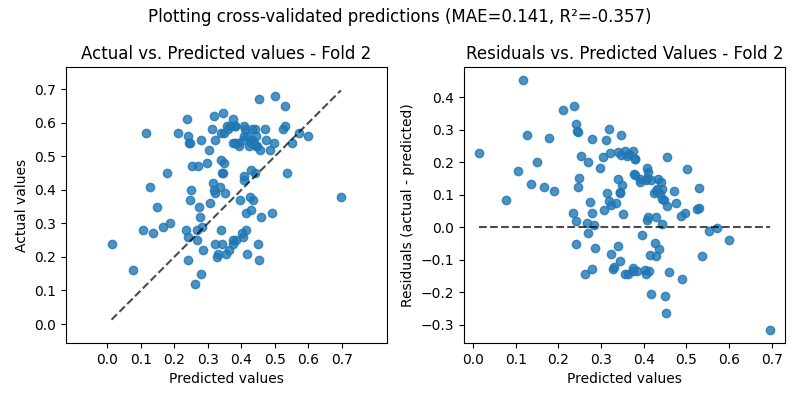 Plotting cross-validated predictions (MAE=0.141, R²=-0.357)
Actual vs. Predicted values - Fold 2
Actual values
0.7
0.6
0.5
0.4
0.3
0.2
0.1
0.0
0.0 0.1 0.2 0.3 0.4 0.5 0.6 0.7
Predicted values
Residuals vs. Predicted Values - Fold 2
Residuals (actual - predicted)
0.4
0.3
0.2
0.1
0.0
−0.1
−0.2
−0.3
0.0 0.1 0.2 0.3 0.4 0.5 0.6 0.7
Predicted values